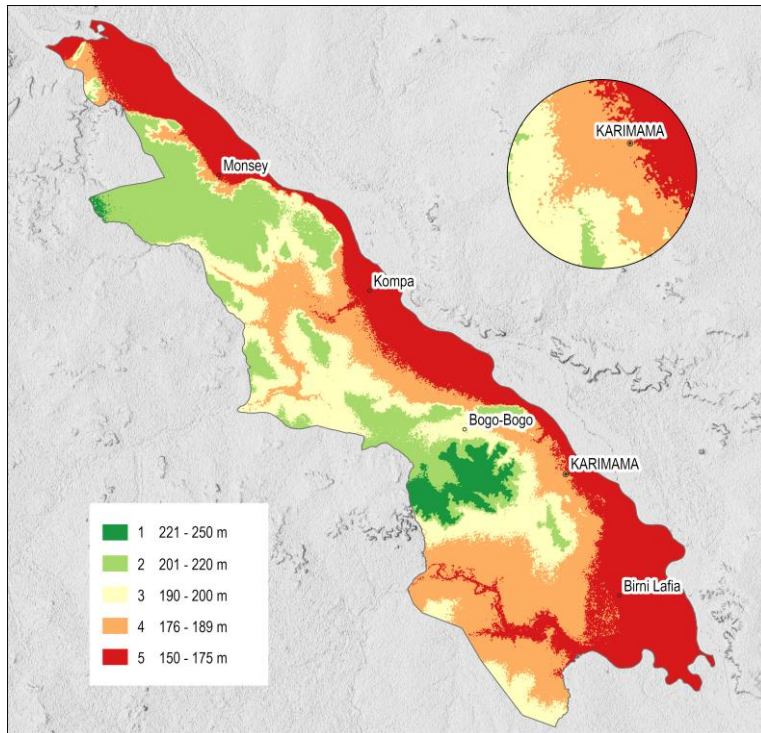 KARIMAMA
Monsey
Kompa
Bogo-Bogo
KARIMAMA
Birni Lafia
1 221 - 250 m
2 201 - 220 m
3 190 - 200 m
4 176 - 189 m
5 150 - 175 m